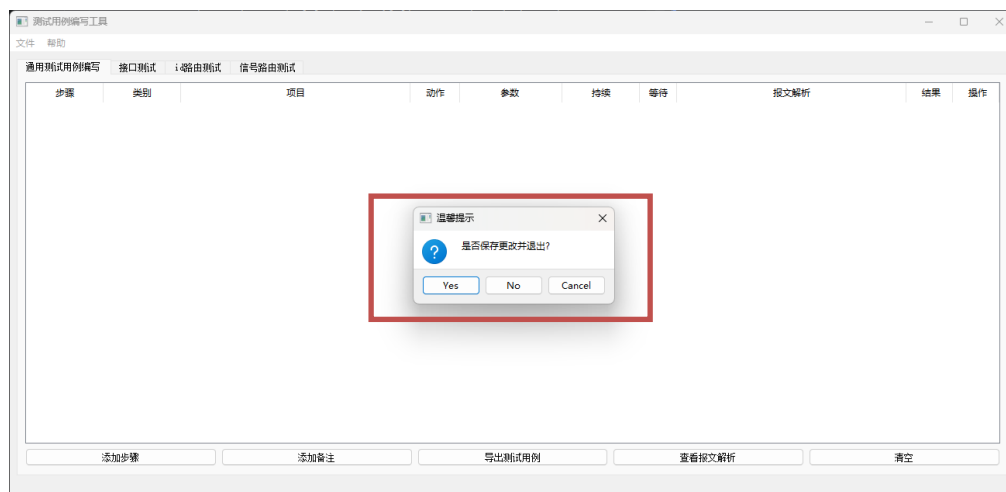 测试用例编写工具
文件 帮助
通用测试用例编写 接口测试 id路由测试 信号路由测试
步骤 类别 项目 动作 参数 持续 等待 报文解析 结果 操作
温馨提示
是否保存更改并退出?
Yes No Cancel
添加步骤 添加备注 导出测试用例 查看报文解析 清空